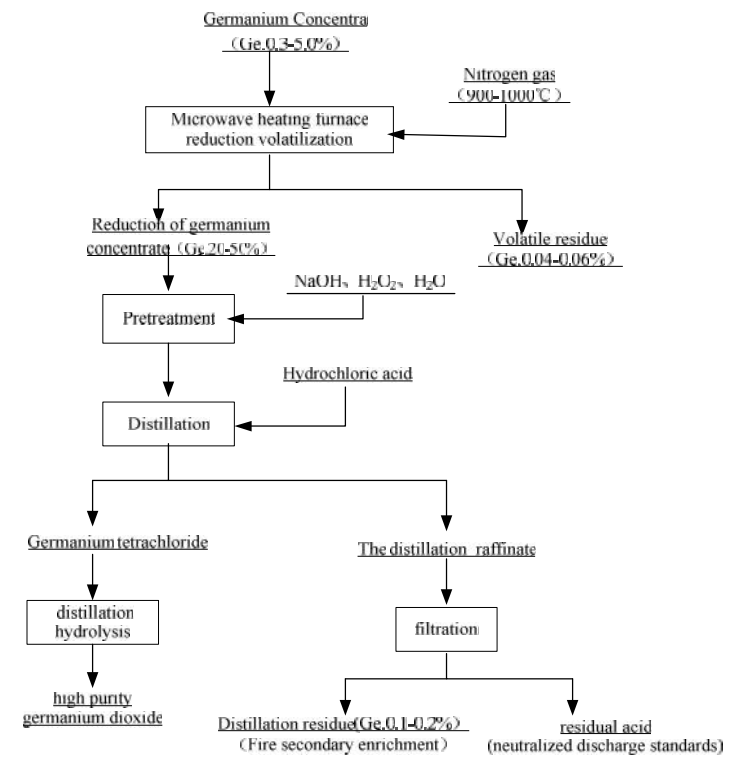 Germanium Concentra
（Ge.0.3-5.0%）
Nitrogen gas
（900-1000℃）
Microwave heating furnace
reduction volatilization
Reduction of germanium
concentrate（Ge.20-50%）
Volatile residue
（Ge.0.04-0.06%）
NaOH、H₂O₂、H₂O
Pretreatment
Hydrochloric acid
Distillation
Germanium tetrachloride
The distillation raffinate
distillation
hydrolysis
filtration
high purity
germanium dioxide
Distillation residue(Ge.0.1-0.2%)
（Fire secondary enrichment）
residual acid
(neutralized discharge standards)